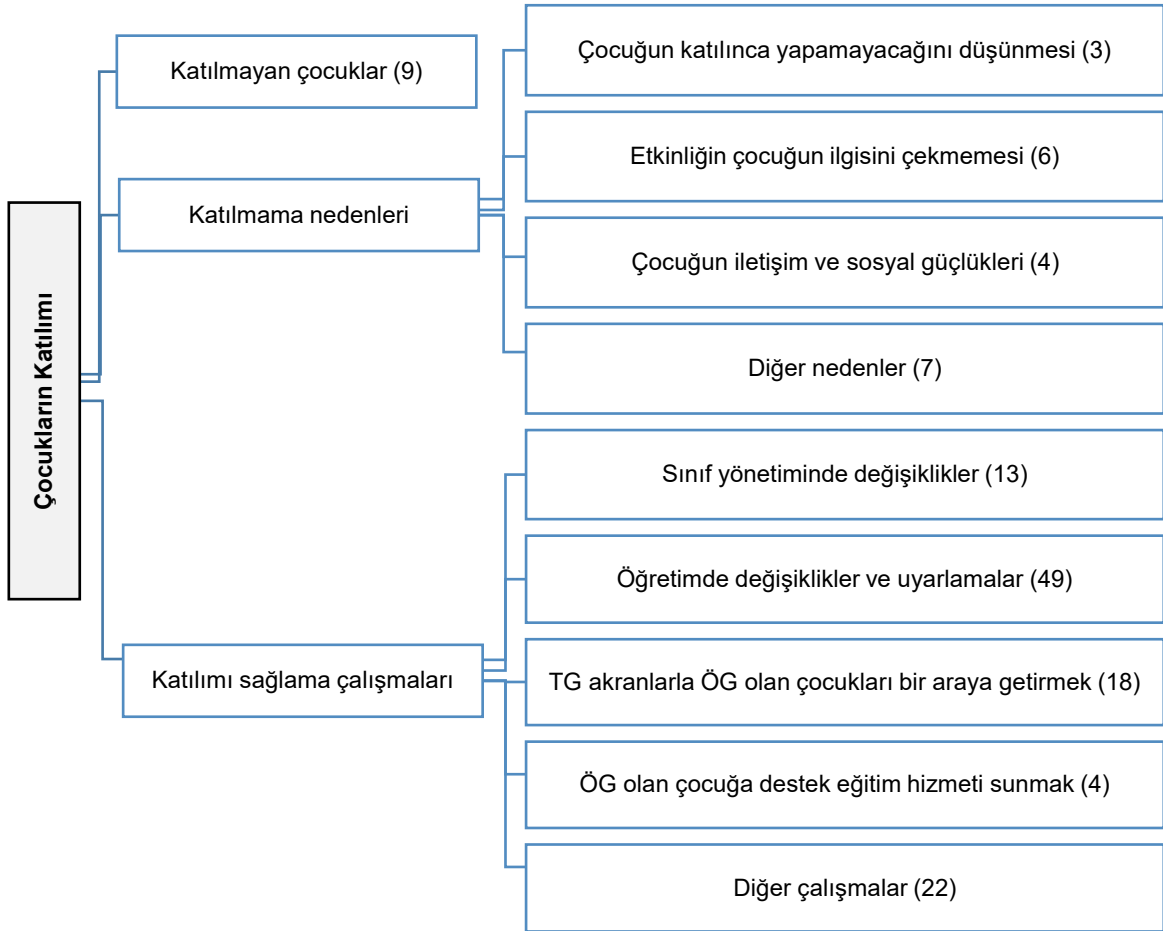 Çocukların Katılımı
Katılmayan çocuklar (9)
Katılmama nedenleri
Çocuğun katılınca yapamayacağını düşünmesi (3)
Etkinliğin çocuğun ilgisini çekmemesi (6)
Çocuğun iletişim ve sosyal güçlükleri (4)
Diğer nedenler (7)
Katılımı sağlama çalışmaları
Sınıf yönetiminde değişiklikler (13)
Öğretimde değişiklikler ve uyarlamalar (49)
TG akranlarla ÖG olan çocukları bir araya getirmek (18)
ÖG olan çocuğa destek eğitim hizmeti sunmak (4)
Diğer çalışmalar (22)